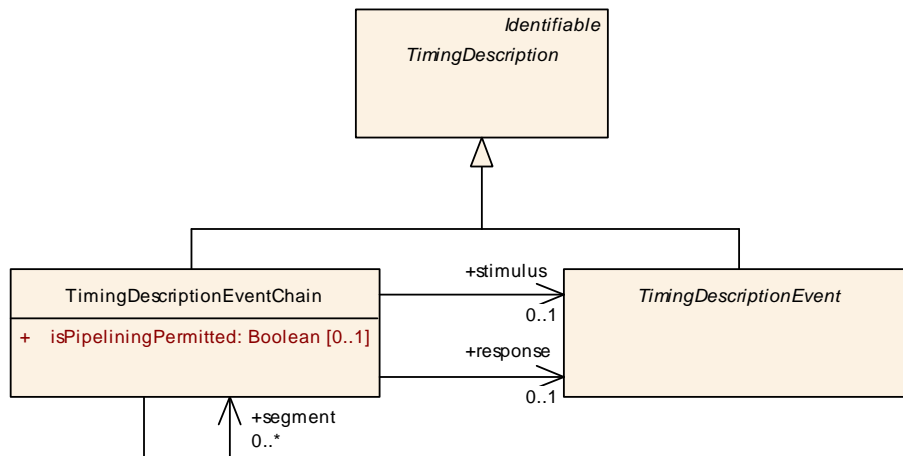 Identifiable
TimingDescription
TimingDescriptionEventChain
+ isPipeliningPermitted: Boolean [0..1]
+stimulus
0..1
+response
0..1
TimingDescriptionEvent
+segment
0..*